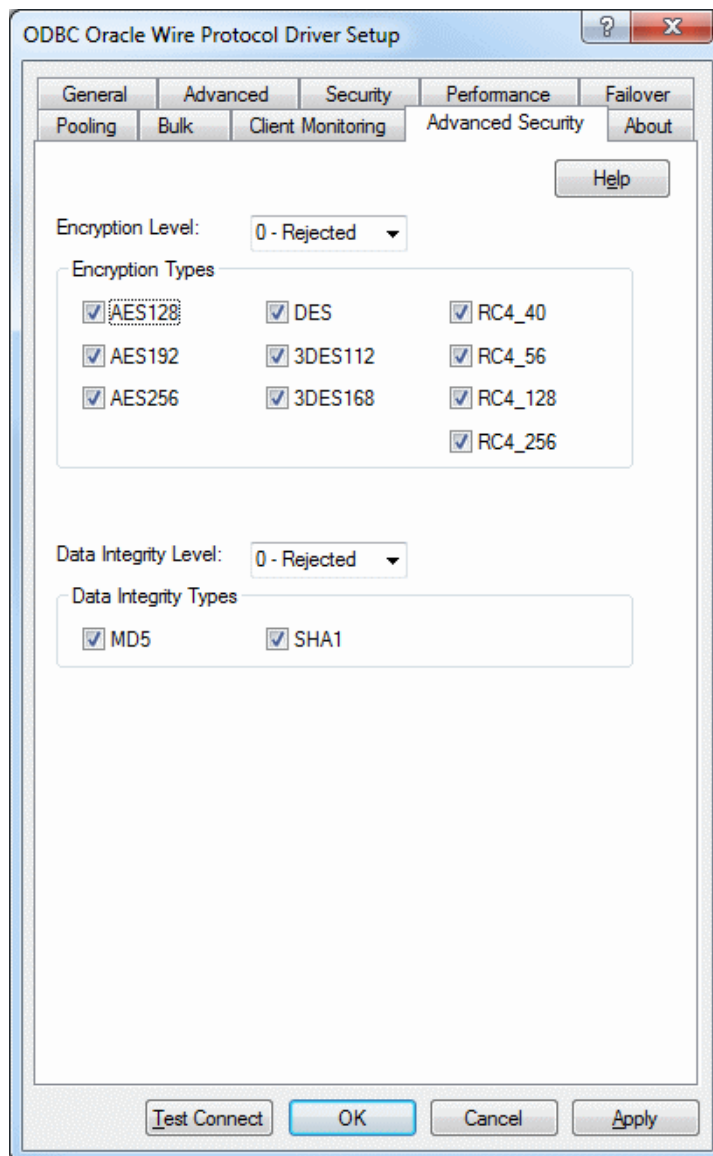 ODBC Oracle Wire Protocol Driver Setup
?
General Advanced Security Performance Failover
Pooling Bulk Client Monitoring Advanced Security About
Help
Encryption Level: 0 - Rejected
Encryption Types
AES128 DES RC4_40
AES192 3DES112 RC4_56
AES256 3DES168 RC4_128
RC4_256
Data Integrity Level: 0 - Rejected
Data Integrity Types
MD5 SHA1
Test Connect OK Cancel Apply